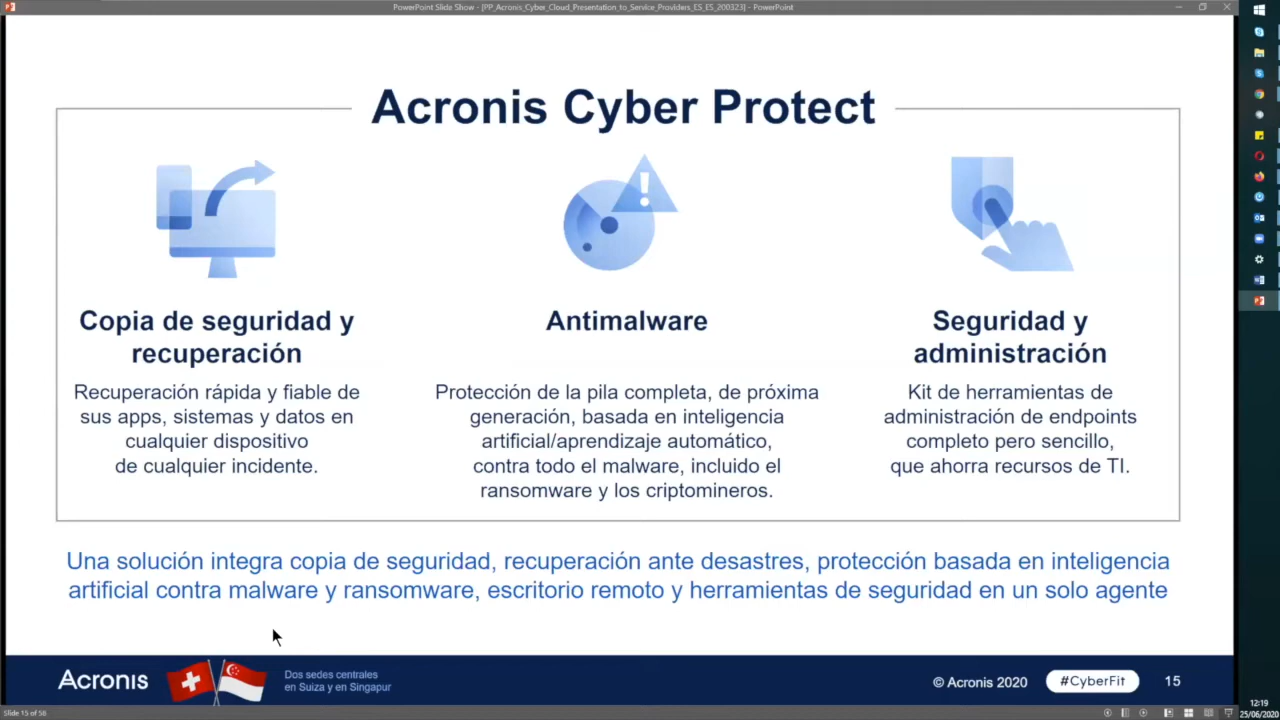 PowerPoint Slide Show - [PP_Acronis_Cyber_Cloud_Presentation_to_Service_Providers_ES_ES_200323] - PowerPoint
Acronis Cyber Protect
Copia de seguridad y
recuperación
Recuperación rápida y fiable de
sus apps, sistemas y datos en
cualquier dispositivo
de cualquier incidente.
Antimalware
Protección de la pila completa, de próxima
generación, basada en inteligencia
artificial/aprendizaje automático,
contra todo el malware, incluido el
ransomware y los criptomineros.
Seguridad y
administración
Kit de herramientas de
administración de endpoints
completo pero sencillo,
que ahorra recursos de TI.
Una solución integra copia de seguridad, recuperación ante desastres, protección basada en inteligencia
artificial contra malware y ransomware, escritorio remoto y herramientas de seguridad en un solo agente
Acronis
Dos sedes centrales
en Suiza y en Singapur
© Acronis 2020
#CyberFit
15
Slide 15 of 58
12:19
25/06/2020